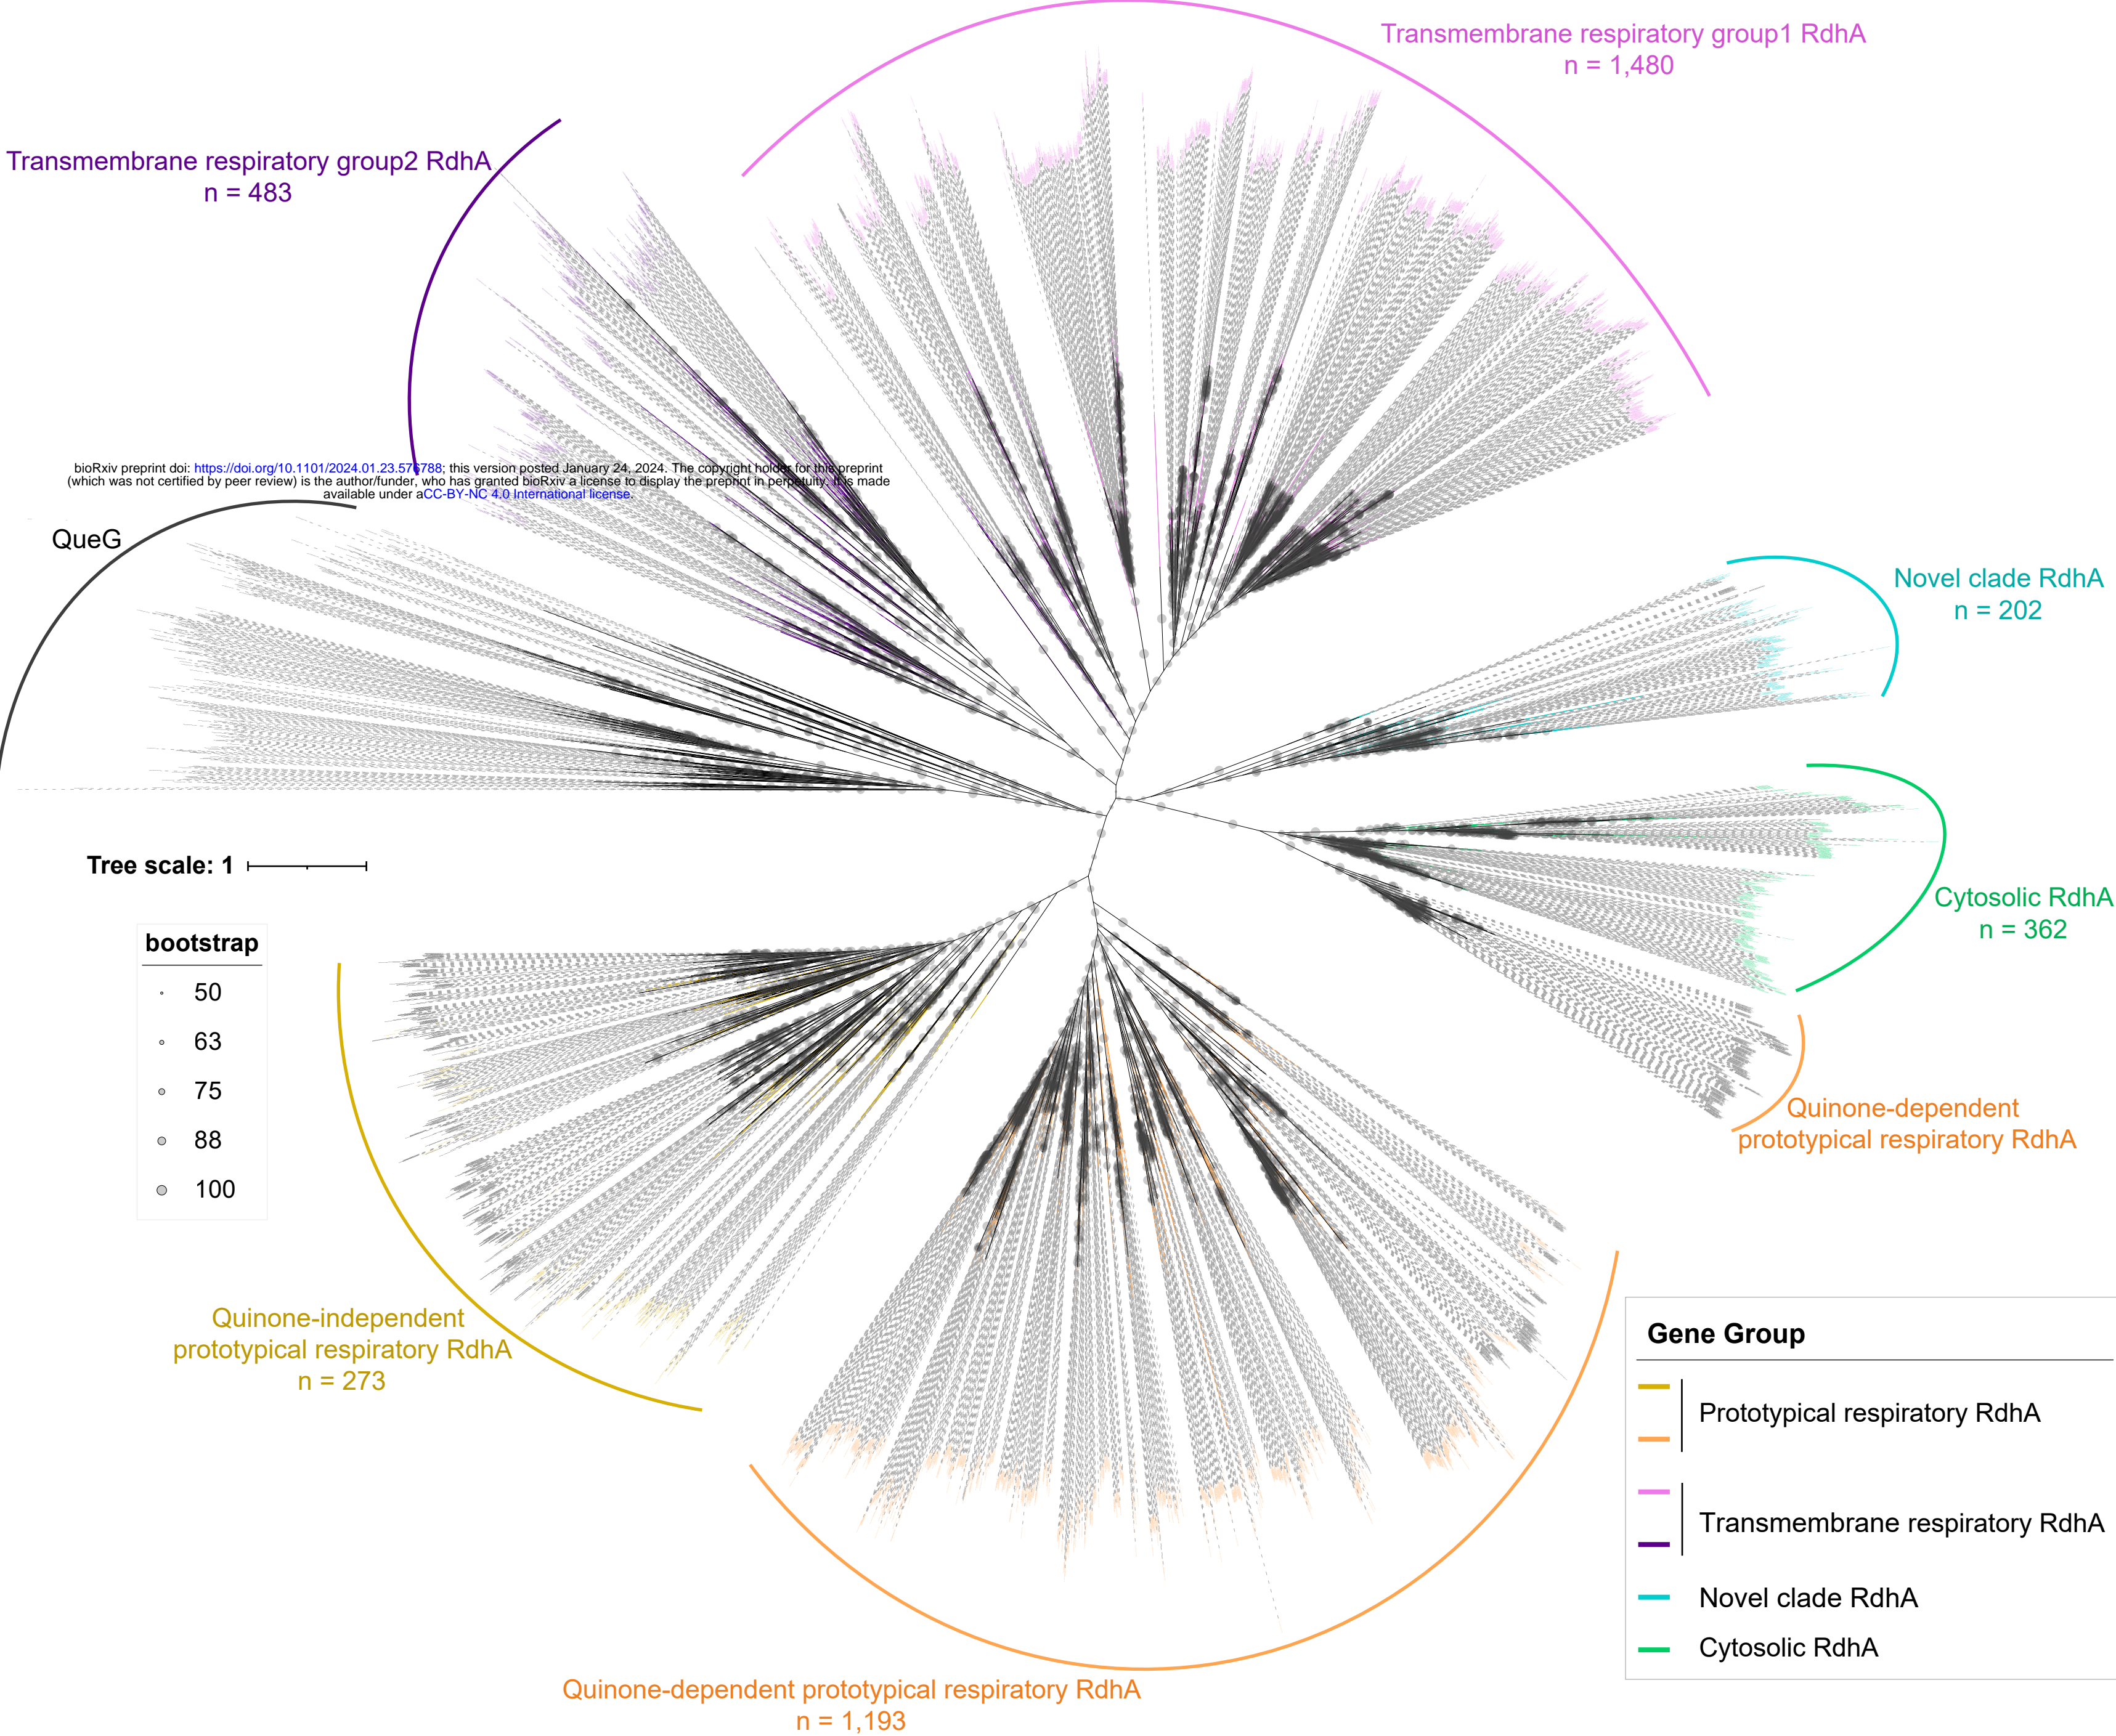 Transmembrane respiratory group1 RdhA
n = 1,480
Transmembrane respiratory group2 RdhA
n = 483
bioRxiv preprint doi: https://doi.org/10.1101/2024.01.23.576788; this version posted January 24, 2024. The copyright holder for this preprint
(which was not certified by peer review) is the author/funder, who has granted bioRxiv a license to display the preprint in perpetuity. It is made
available under aCC-BY-NC 4.0 International license.
QueG
Novel clade RdhA
n = 202
Tree scale: 1
Cytosolic RdhA
n = 362
bootstrap
50
63
75
88
100
Quinone-dependent
prototypical respiratory RdhA
Quinone-independent
prototypical respiratory RdhA
n = 273
Gene Group
Prototypical respiratory RdhA
Transmembrane respiratory RdhA
Novel clade RdhA
Cytosolic RdhA
Quinone-dependent prototypical respiratory RdhA
n = 1,193